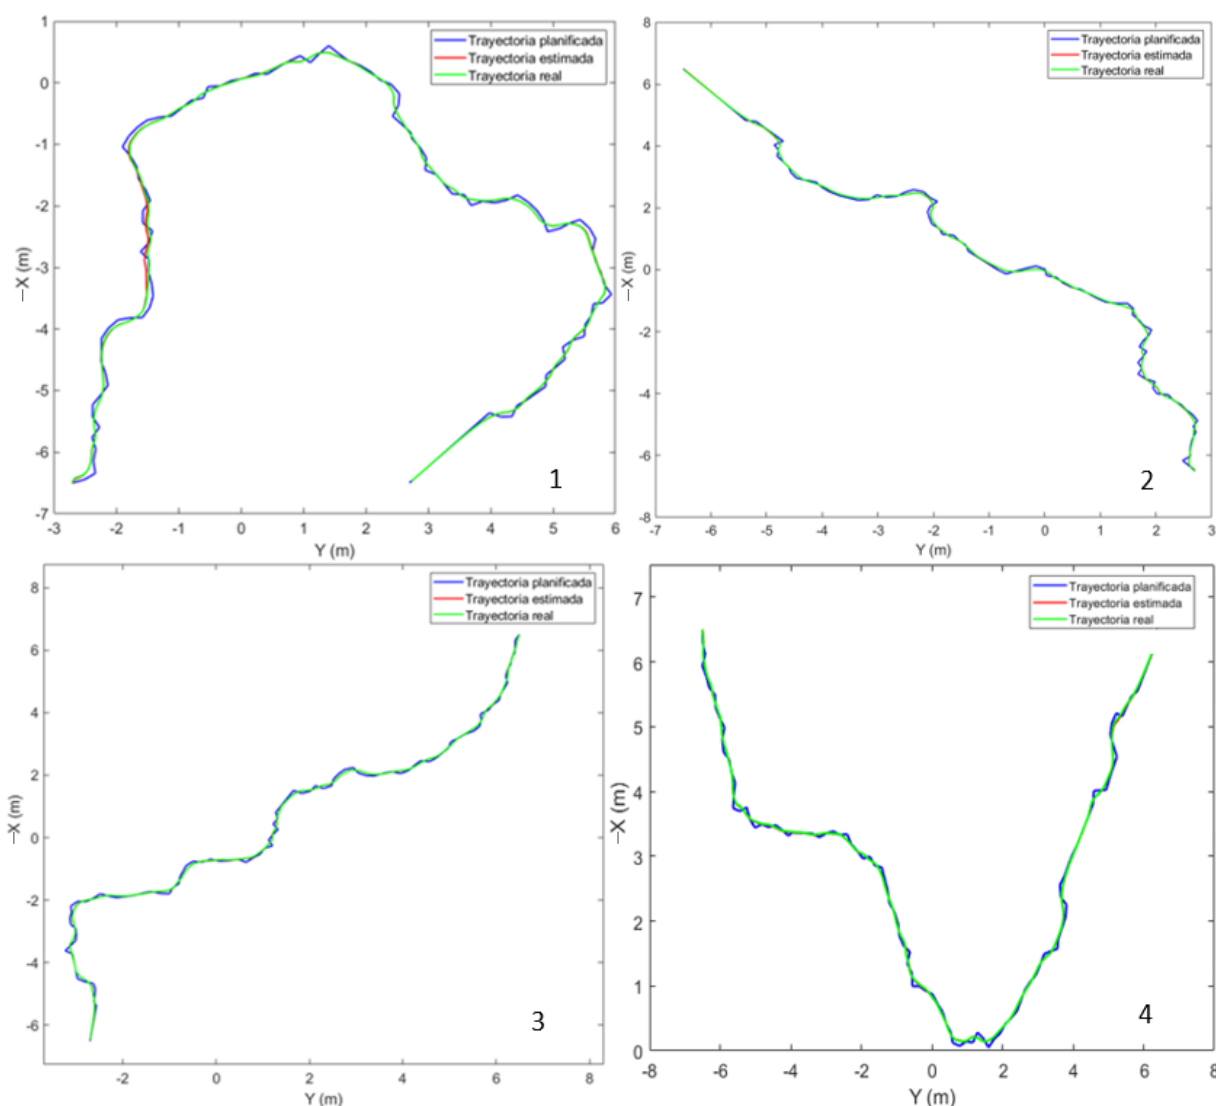 1
0
-1
-2
-3
-4
-5
-6
-7
−X (m)
-3 -2 -1 0 1 2 3 4 5 6
Y (m)
Trayectoria planificada
Trayectoria estimada
Trayectoria real
1
8
6
4
2
0
-2
-4
-6
-8
−X (m)
-7 -6 -5 -4 -3 -2 -1 0 1 2 3
Y (m)
Trayectoria planificada
Trayectoria estimada
Trayectoria real
2
8
6
4
2
0
-2
-4
-6
−X (m)
-2 0 2 4 6 8
Y (m)
Trayectoria planificada
Trayectoria estimada
Trayectoria real
3
7
6
5
4
3
2
1
0
−X (m)
-8 -6 -4 -2 0 2 4 6 8
Y (m)
Trayectoria planificada
Trayectoria estimada
Trayectoria real
4